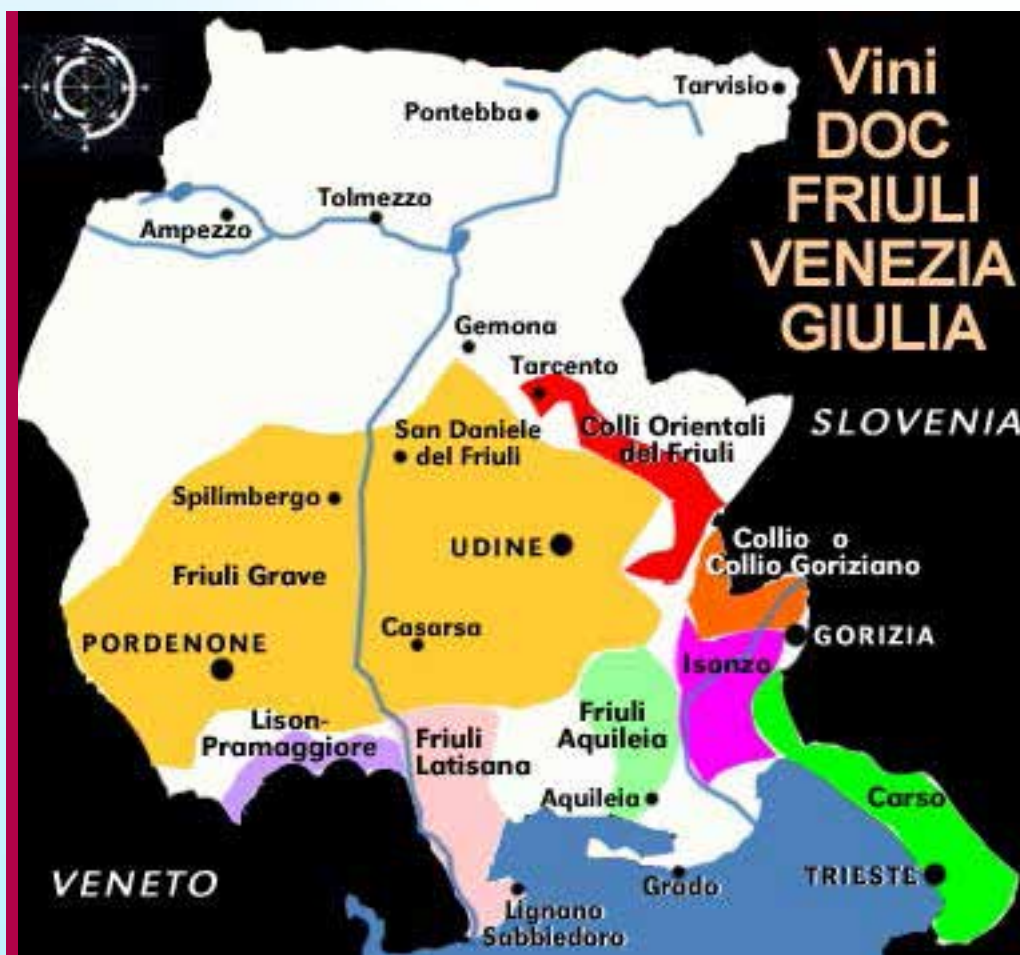 Vini
DOC
FRIULI
VENEZIA
GIULIA
Tarvisio
Pontebba
Tolmezzo
Ampezzo
Gemona
Tarcento
SLOVENIA
San Daniele
del Friuli
Colli Orientali
del Friuli
Spilimbergo
UDINE
Collio o
Collio Goriziano
Friuli Grave
Casarsa
GORIZIA
PORDENONE
Isonzo
Lison-
Pramaggiore
Friuli
Latisana
Friuli
Aquileia
Aquileia
Carso
VENETO
Grado
TRIESTE
Lignano
Sabbiedoro